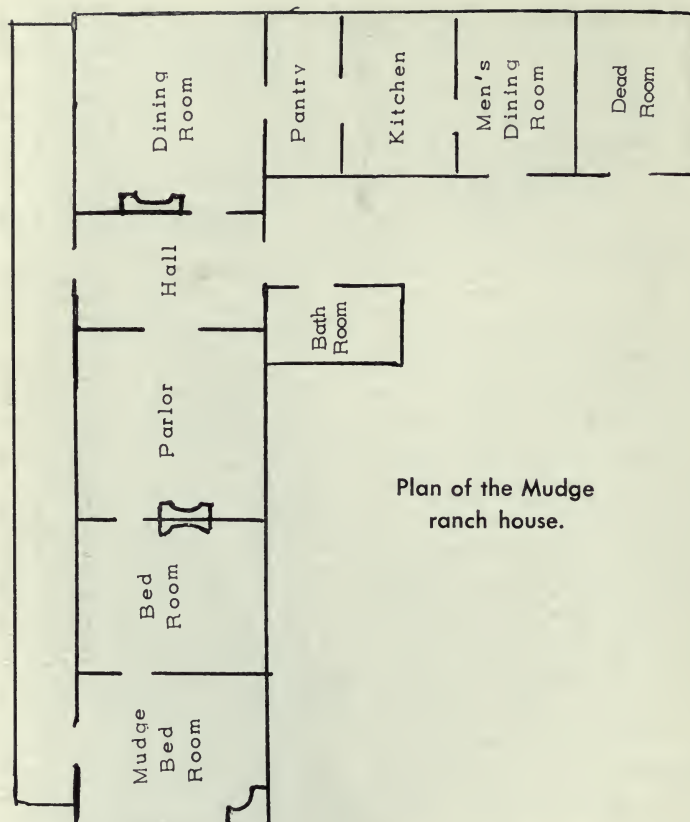 Dining
Room
Pantry
Kitchen
Men's
Dining
Room
Dead
Room
Hall
Bath
Room
Parlor
Plan of the Mudge
ranch house.
Bed
Room
Mudge
Bed
Room